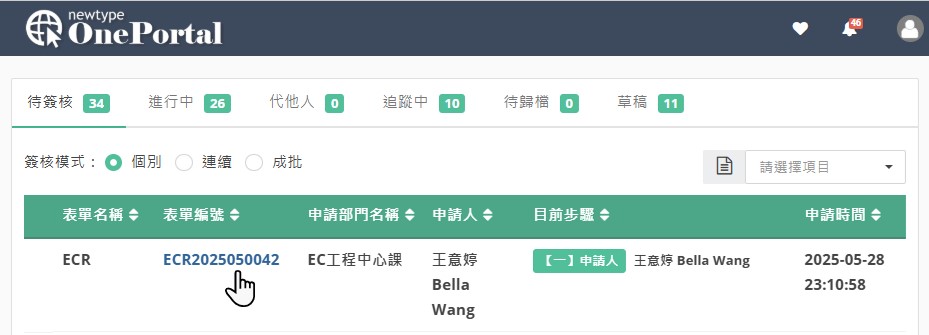 newtype
OnePortal
46
待簽核 34 進行中 26 代他人 0 追蹤中 10 待歸檔 0 草稿 11
簽核模式： 個別 連續 成批 請選擇項目
表單名稱 表單編號 申請部門名稱 申請人 目前步驟 申請時間
ECR ECR2025050042 EC工程中心課 王意婷 【一】申請人 王意婷 Bella Wang 2025-05-28
Bella 23:10:58
Wang